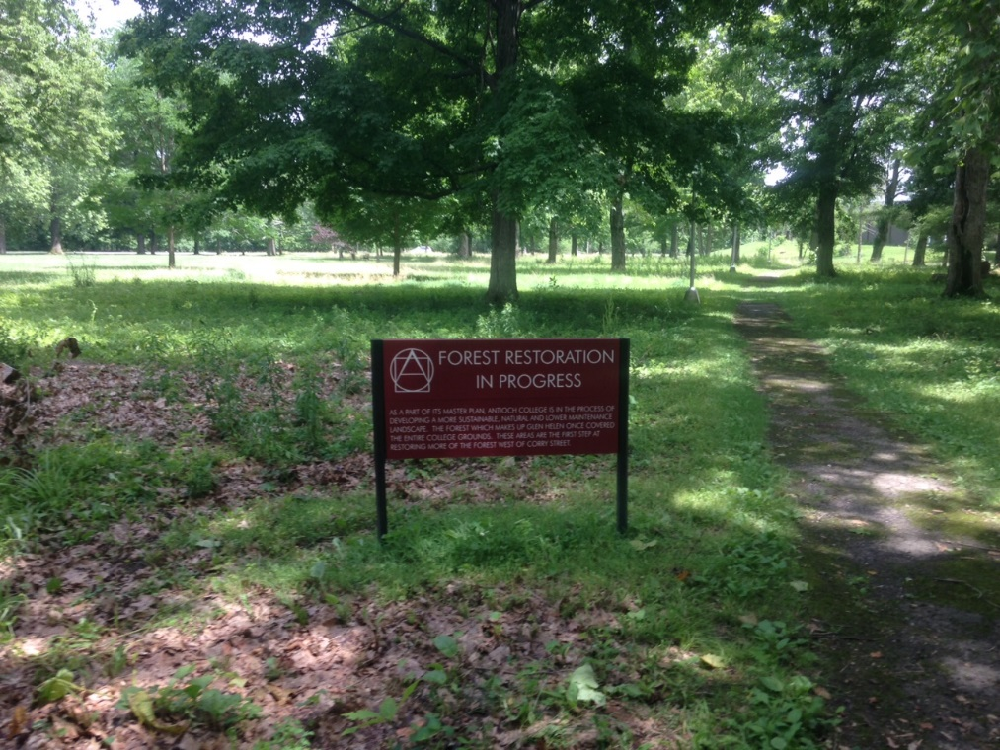 FOREST RESTORATION
IN PROGRESS
AS A PART OF ITS MASTER PLAN, ANTIOCH COLLEGE IS IN THE PROCESS OF
DEVELOPING A MORE SUSTAINABLE, NATURAL AND LOWER MAINTENANCE
LANDSCAPE. THE FOREST WHICH MAKES UP GLEN HELEN ONCE COVERED
THE ENTIRE COLLEGE GROUNDS. THESE AREAS ARE THE FIRST STEP AT
RESTORING MORE OF THE FOREST WEST OF CORRY STREET.